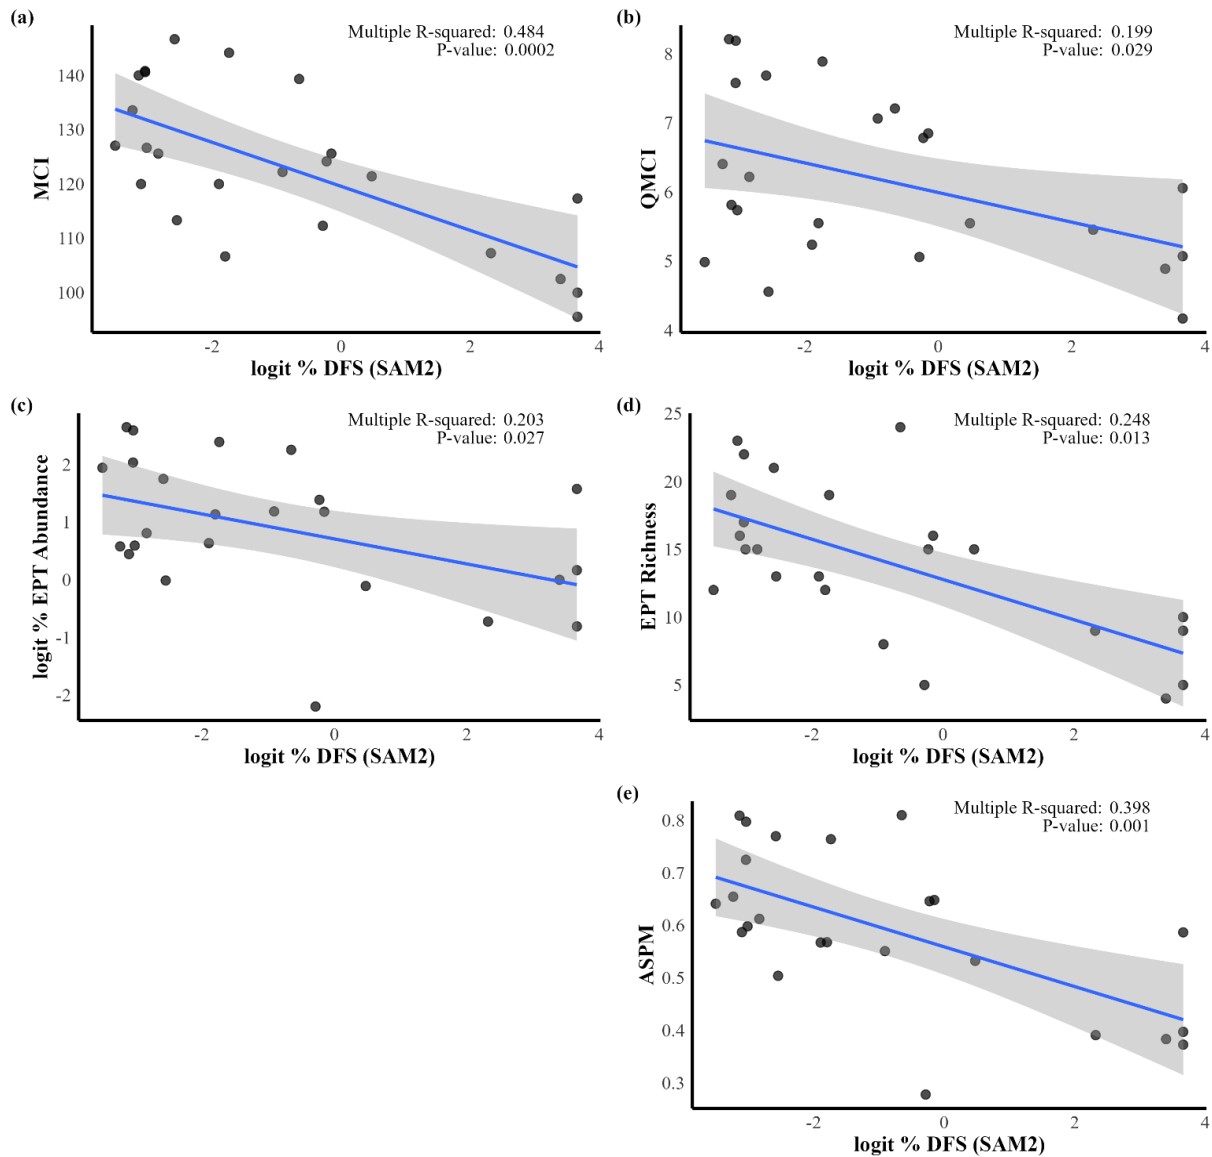 (a)
Multiple R-squared: 0.484
P-value: 0.0002
MCI
140
130
120
110
100
-2 0 2 4
logit % DFS (SAM2)
(b)
Multiple R-squared: 0.199
P-value: 0.029
QMCI
8
7
6
5
4
-2 0 2 4
logit % DFS (SAM2)
(c)
Multiple R-squared: 0.203
P-value: 0.027
logit % EPT Abundance
2
1
0
-1
-2
-2 0 2 4
logit % DFS (SAM2)
(d)
Multiple R-squared: 0.248
P-value: 0.013
EPT Richness
25
20
15
10
5
-2 0 2 4
logit % DFS (SAM2)
(e)
Multiple R-squared: 0.398
P-value: 0.001
ASPM
0.8
0.7
0.6
0.5
0.4
0.3
-2 0 2 4
logit % DFS (SAM2)